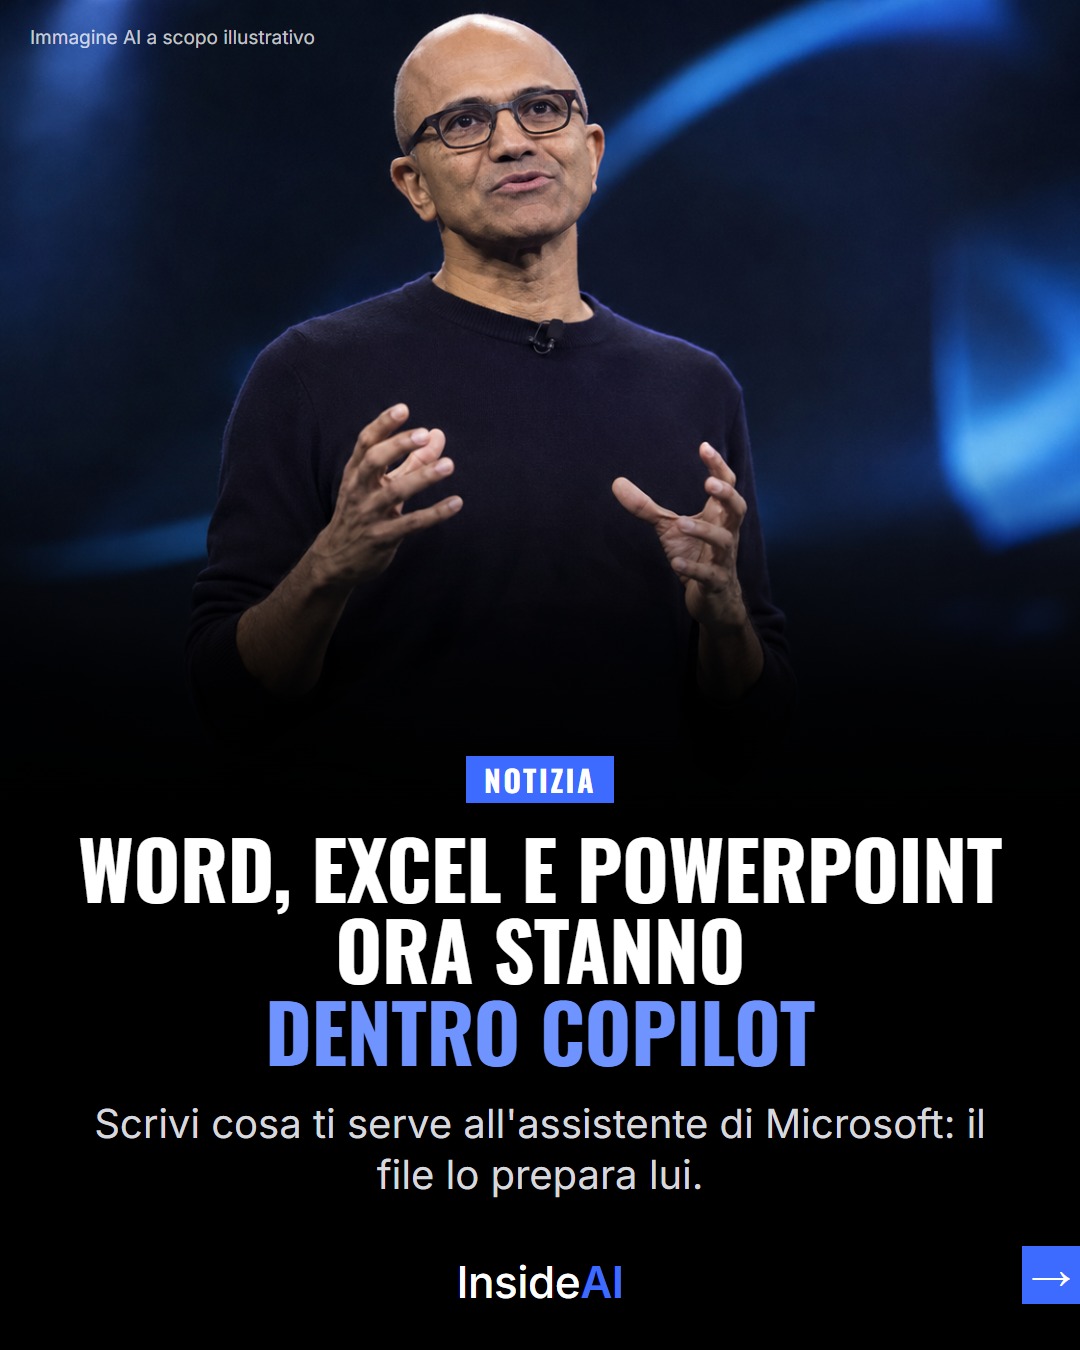 Immagine AI a scopo illustrativo
NOTIZIA
WORD, EXCEL E POWERPOINT
ORA STANNO
DENTRO COPILOT
Scrivi cosa ti serve all'assistente di Microsoft: il
file lo prepara lui.
InsideAI
→